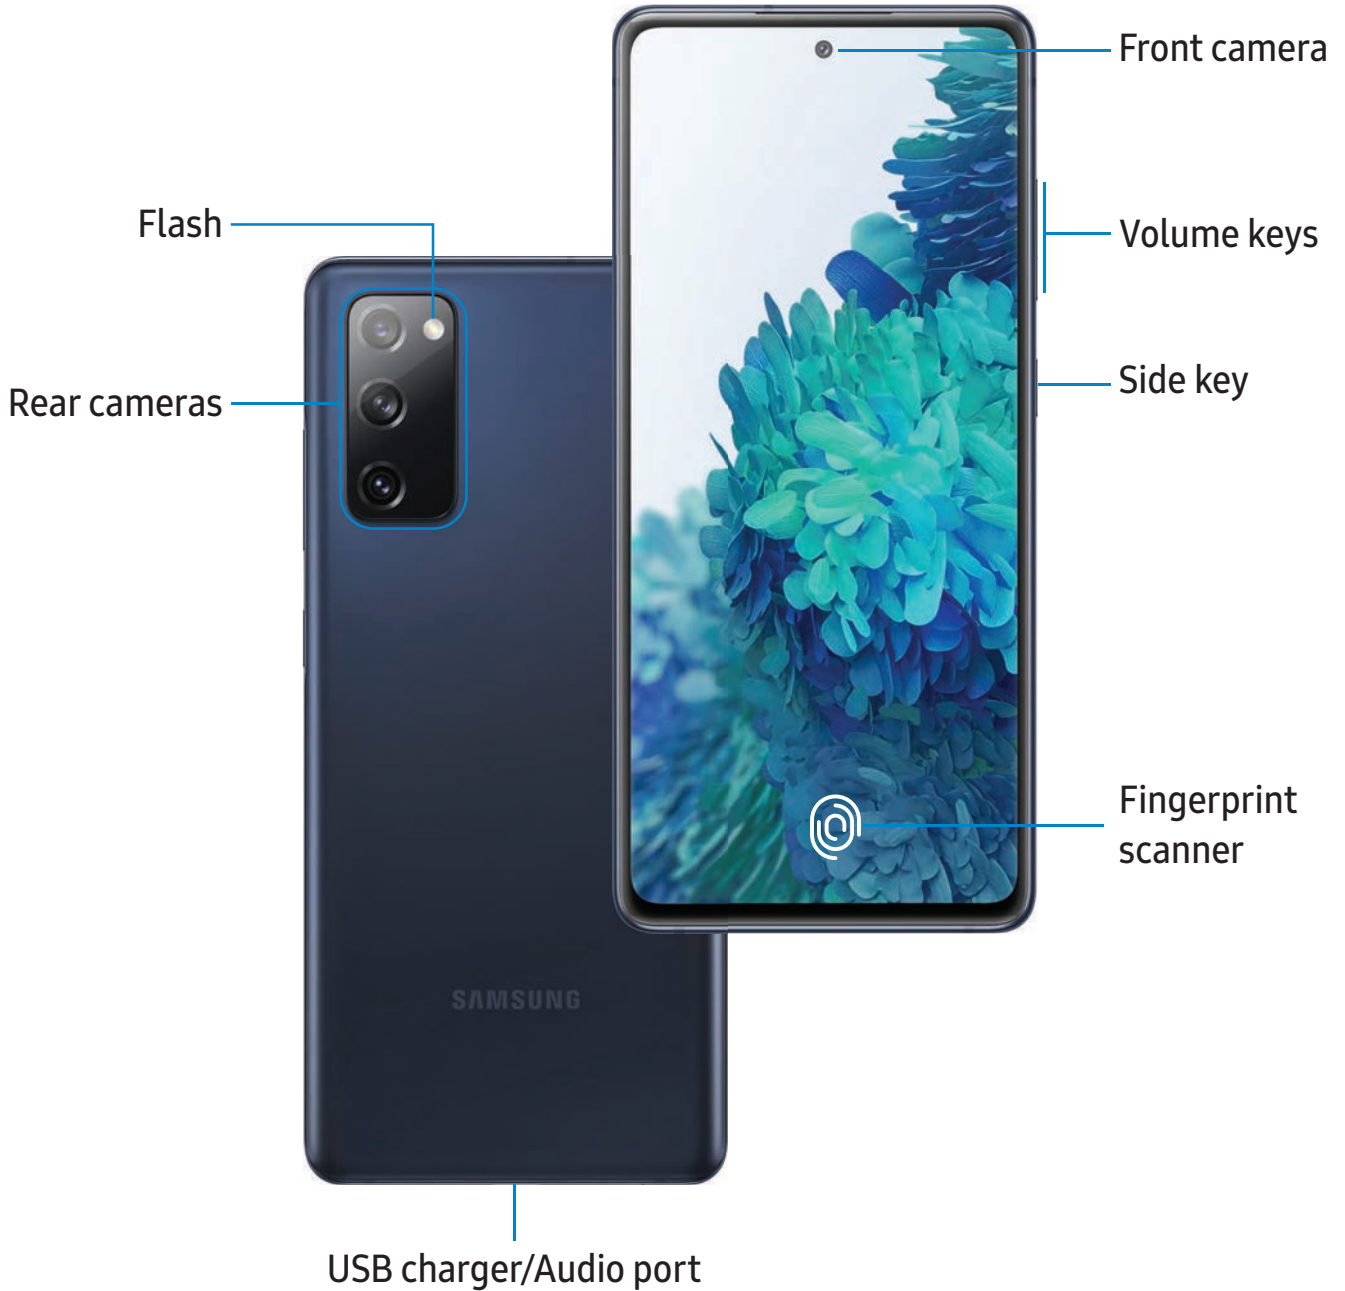 Front camera
Flash
Volume keys
Rear cameras
Side key
Fingerprint
scanner
SAMSUNG
USB charger/Audio port